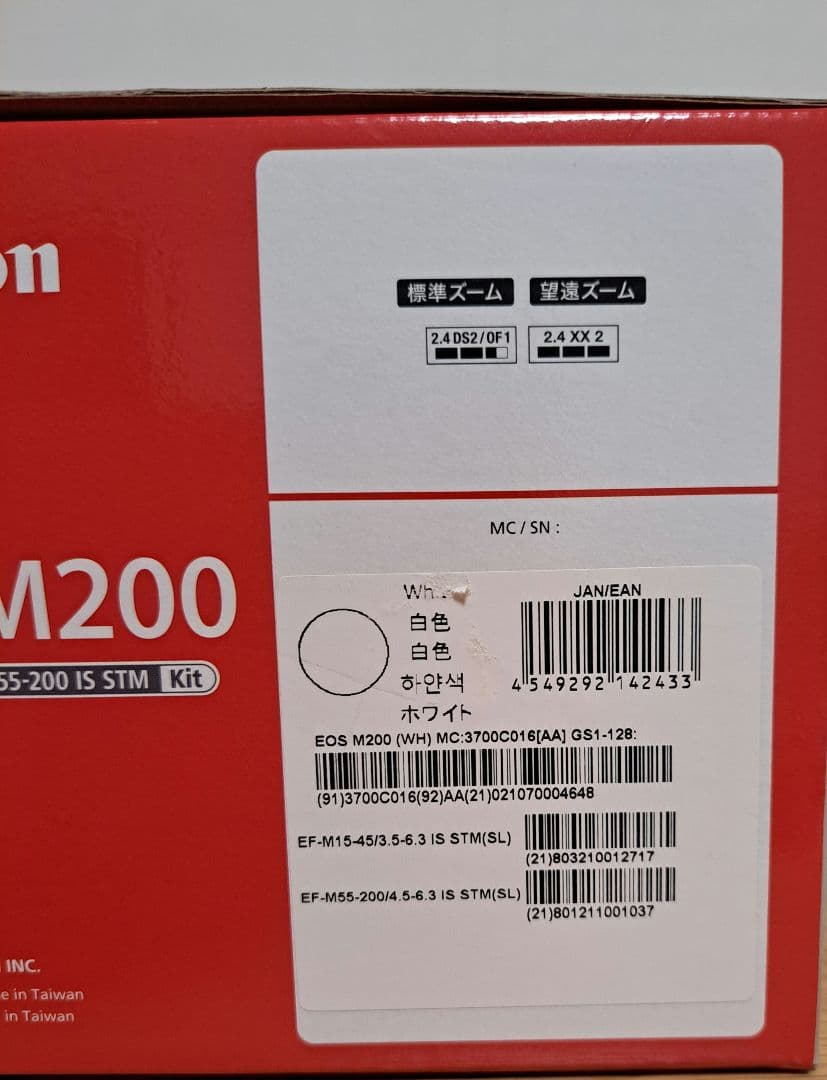 on
標準ズーム 望遠ズーム
2.4 DS2/0F1 2.4 XX 2
MC / SN :
M200
55-200 IS STM Kit
白色
白色
하얀색
ホワイト
JAN/EAN
4 549292 142433
EOS M200 (WH) MC:3700C016[AA] GS1-128:
(91)3700C016(92)AA(21)021070004648
EF-M15-45/3.5-6.3 IS STM(SL)
(21)803210012717
EF-M55-200/4.5-6.3 IS STM(SL)
(21)801211001037
INC.
e in Taiwan
in Taiwan